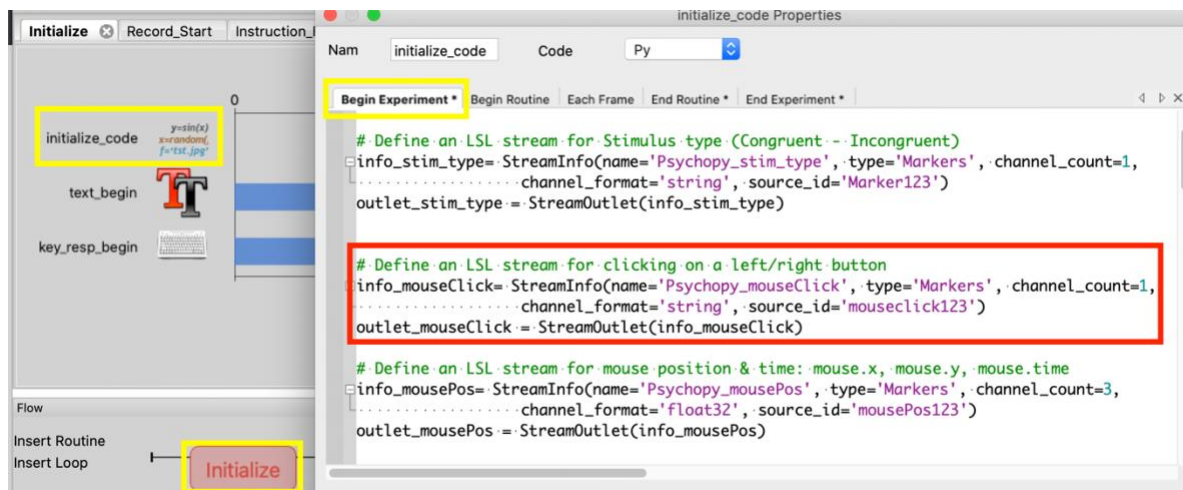 Initialize
Record_Start
Instruction_
0
initialize_code
y=sin(x)
x=random(,
f='tst.jpg'
text_begin
TT
key_resp_begin
Flow
Insert Routine
Insert Loop
Initialize
initialize_code Properties
Nam
initialize_code
Code
Py
Begin Experiment *
Begin Routine
Each Frame
End Routine *
End Experiment *
# Define an LSL stream for Stimulus type (Congruent - Incongruent)
info_stim_type= StreamInfo(name='Psychopy_stim_type', type='Markers', channel_count=1,
channel_format='string', source_id='Marker123')
outlet_stim_type = StreamOutlet(info_stim_type)
# Define an LSL stream for clicking on a left/right button
info_mouseClick= StreamInfo(name='Psychopy_mouseClick', type='Markers', channel_count=1,
channel_format='string', source_id='mouseclick123')
outlet_mouseClick = StreamOutlet(info_mouseClick)
# Define an LSL stream for mouse position & time: mouse.x, mouse.y, mouse.time
info_mousePos= StreamInfo(name='Psychopy_mousePos', type='Markers', channel_count=3,
channel_format='float32', source_id='mousePos123')
outlet_mousePos = StreamOutlet(info_mousePos)